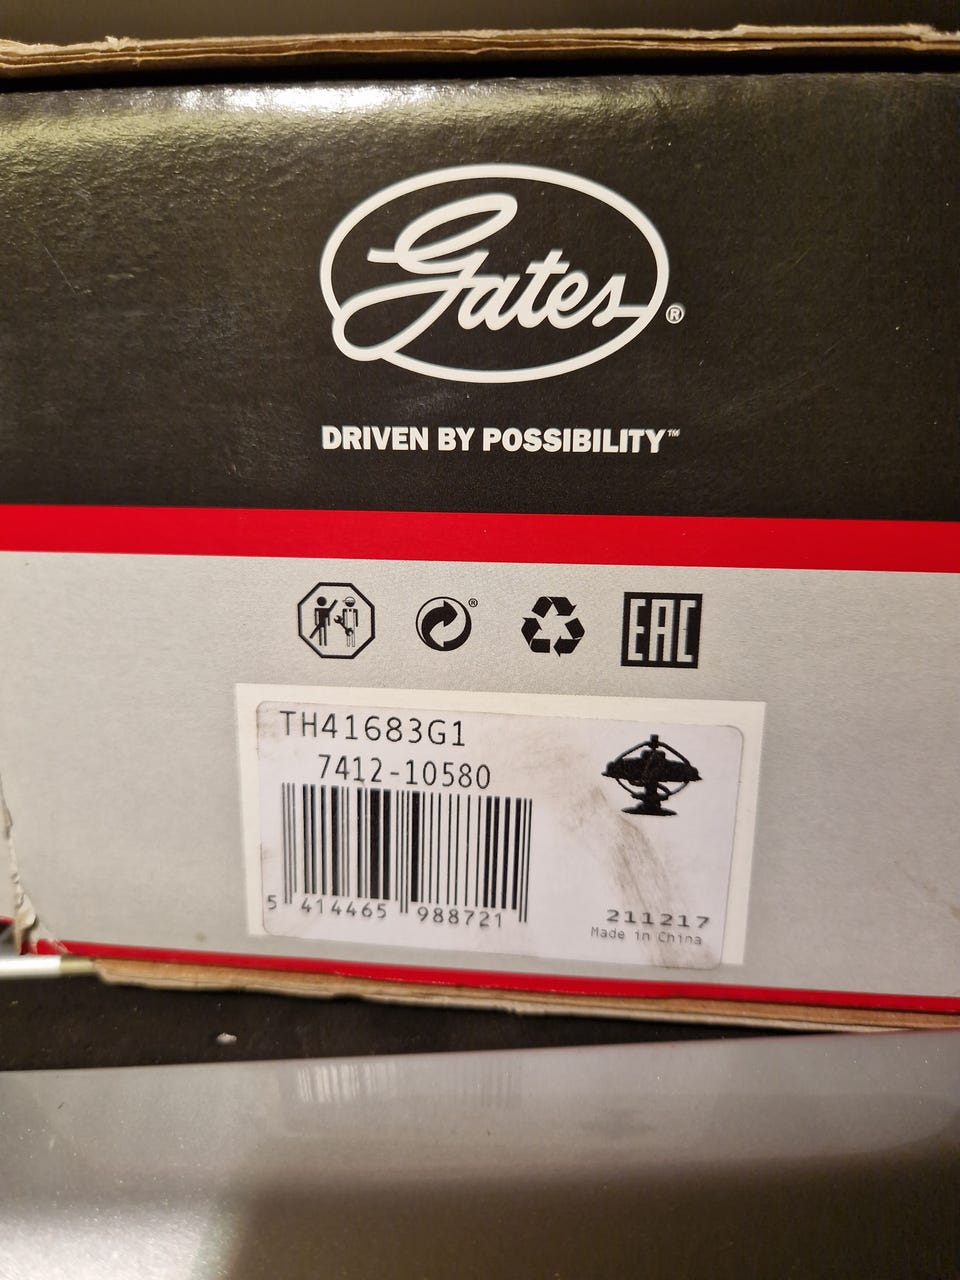 Gates®
DRIVEN BY POSSIBILITY™
®
EAC
TH41683G1
7412-10580
5 414465 988721
211217
Made in China